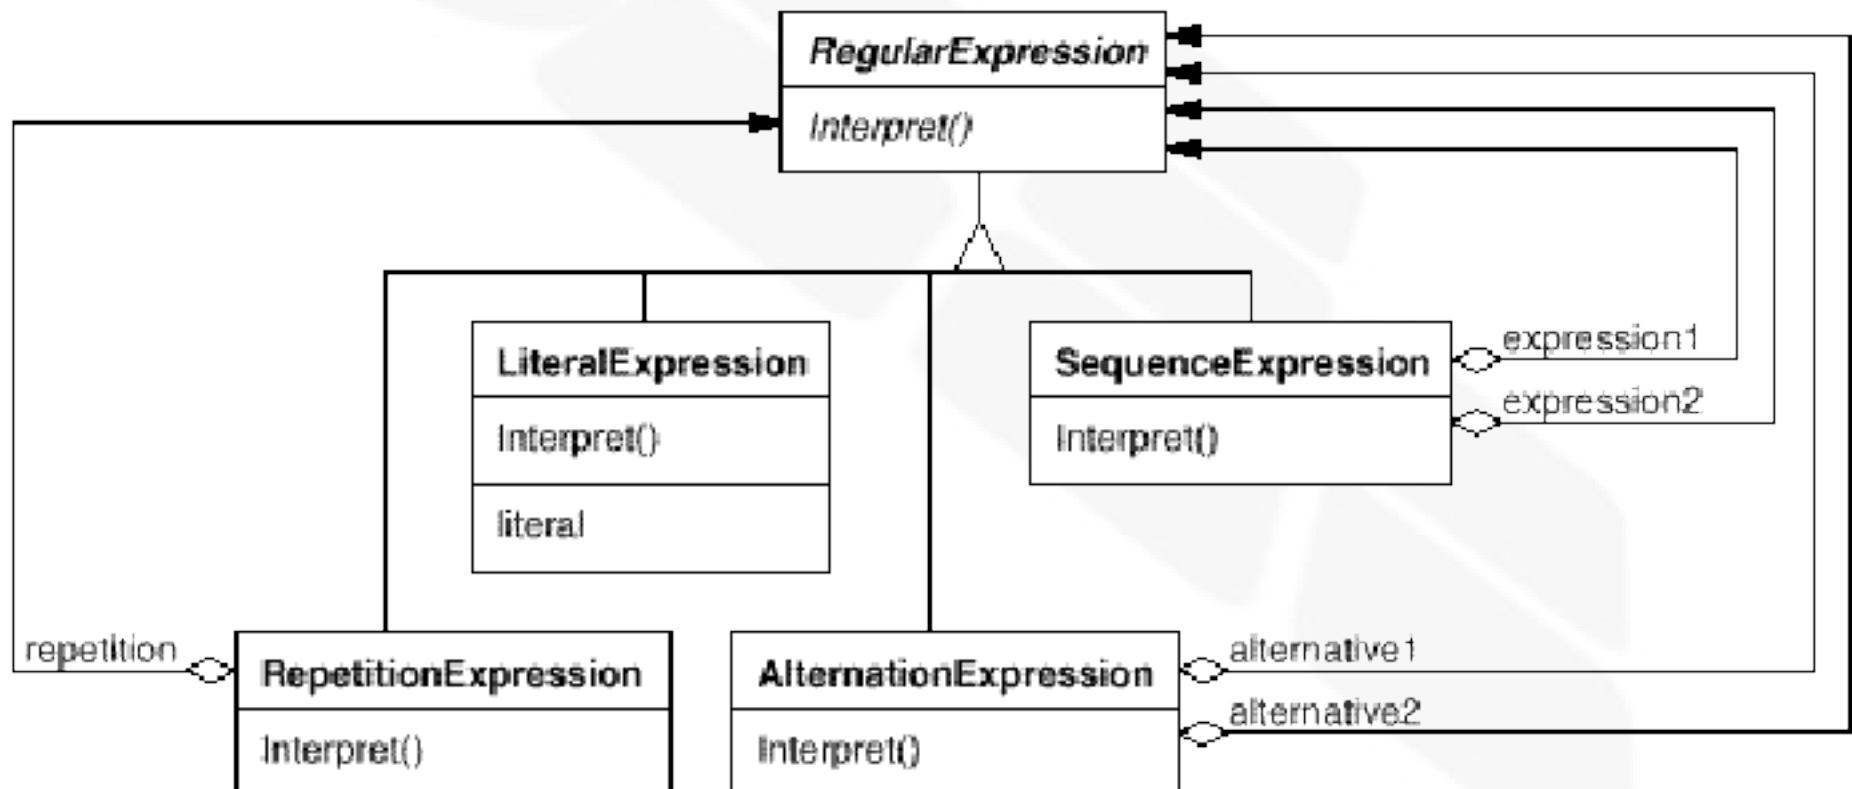 RegularExpression
Interpret()
LiteralExpression
Interpret()
literal
SequenceExpression
Interpret()
expression1
expression2
repetition
RepetitionExpression
Interpret()
AlternationExpression
Interpret()
alternative1
alternative2